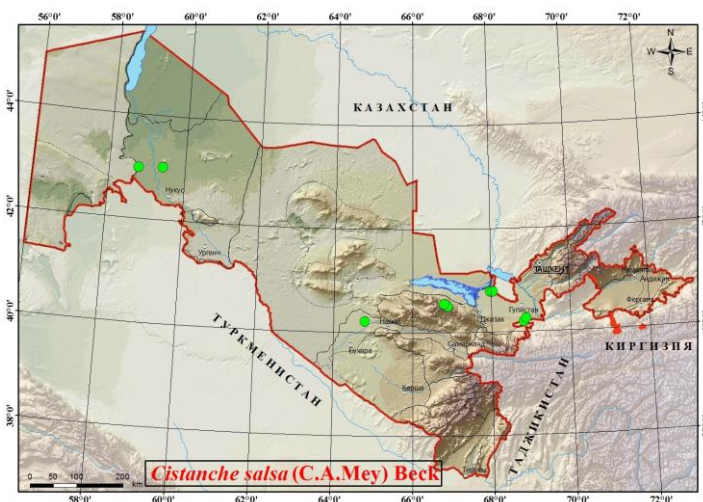 56°0' 58°0' 60°0' 62°0' 64°0' 66°0' 68°0' 70°0' 72°0'
N
W E
S
44°0'
КАЗАХСТАН
42°0'
Нукус
Ургенч
ТАШКЕНТ
Андижан
Фергана
Гулистан
Джизак
40°0'
КИРГИЗИЯ
Самарканд
Бухара
ТУРКМЕНИСТАН
Карши
ТАДЖИКИСТАН
38°0'
Cistanche salsa (C.A.Mey) Beck
0 50 100 200
km
58°0' 60°0' 62°0' 64°0' 66°0' 68°0' 70°0' 72°0'